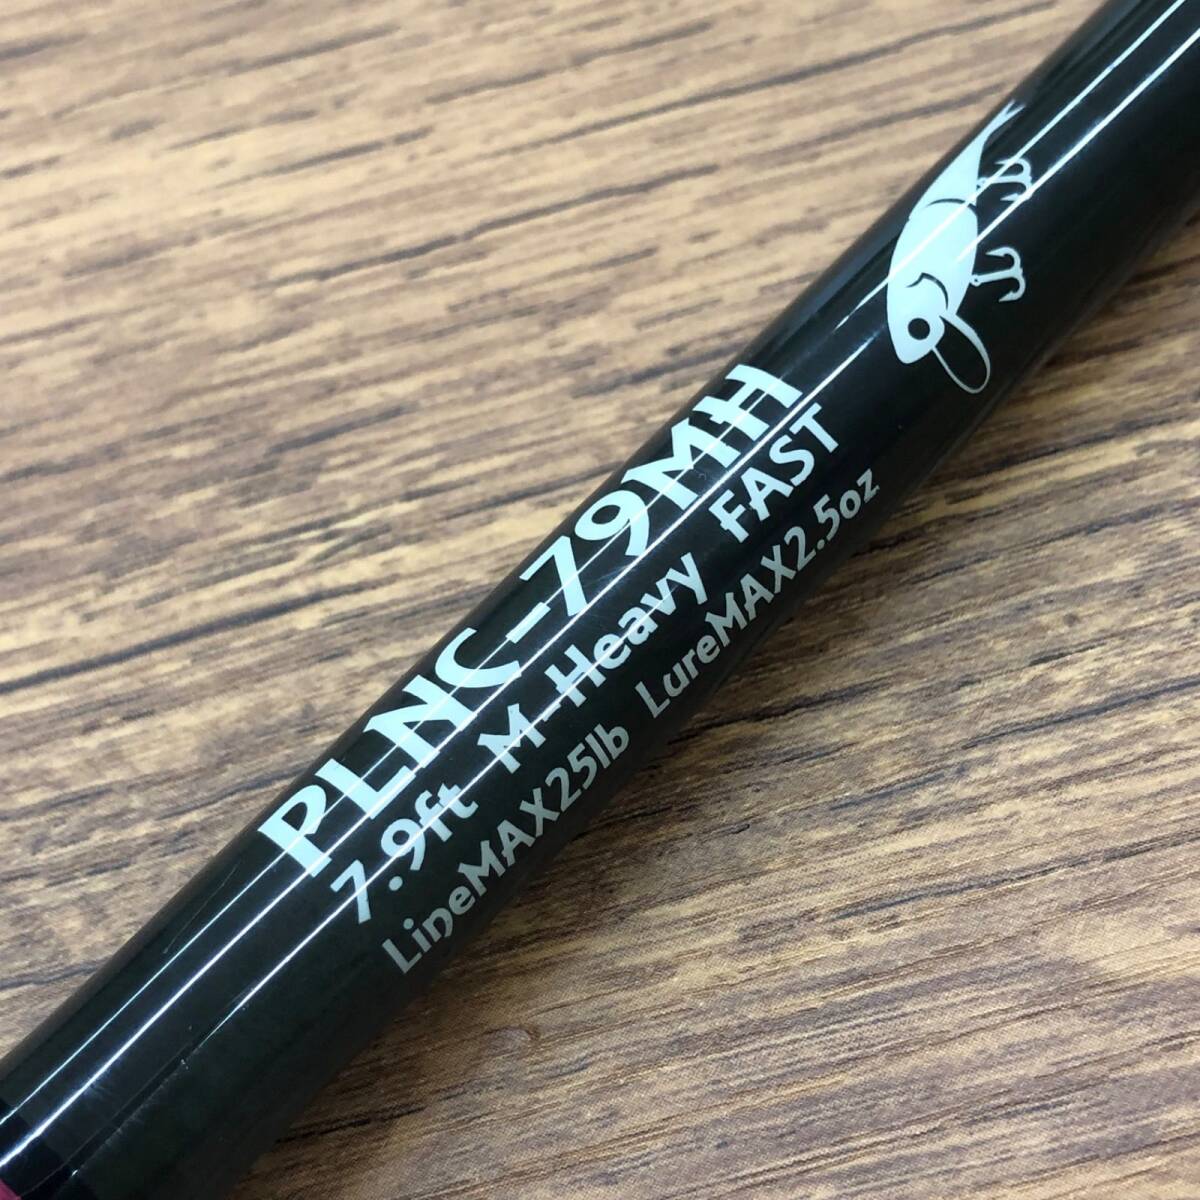 PLNC-79MH
7.9ft M-Heavy FAST
LineMAX25lb LureMAX2.5oz